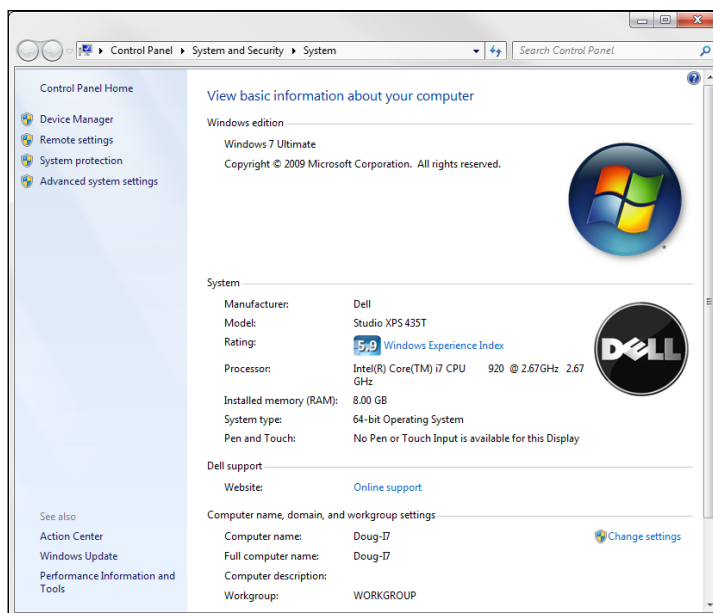 Control Panel ▸ System and Security ▸ System
Search Control Panel
Control Panel Home
Device Manager
Remote settings
System protection
Advanced system settings
See also
Action Center
Windows Update
Performance Information and
Tools
View basic information about your computer
Windows edition
Windows 7 Ultimate
Copyright © 2009 Microsoft Corporation. All rights reserved.
System
Manufacturer: Dell
Model: Studio XPS 435T
Rating: 5.9 Windows Experience Index
Processor: Intel(R) Core(TM) i7 CPU 920 @ 2.67GHz 2.67
GHz
Installed memory (RAM): 8.00 GB
System type: 64-bit Operating System
Pen and Touch: No Pen or Touch Input is available for this Display
DELL
Dell support
Website: Online support
Computer name, domain, and workgroup settings
Computer name: Doug-I7 Change settings
Full computer name: Doug-I7
Computer description:
Workgroup: WORKGROUP